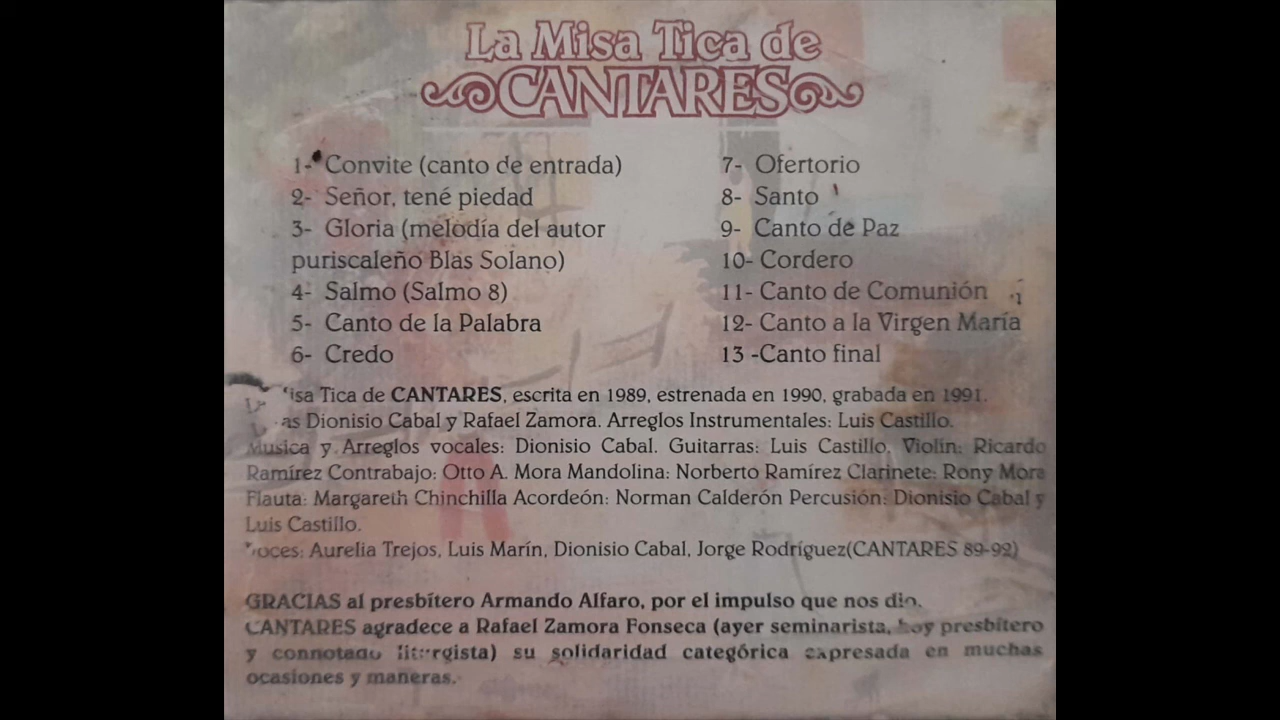 La Misa Tica de
CANTARES
1- Convite (canto de entrada)
2- Señor, tené piedad
3- Gloria (melodía del autor
puriscaleño Blas Solano)
4- Salmo (Salmo 8)
5- Canto de la Palabra
6- Credo
7- Ofertorio
8- Santo
9- Canto de Paz
10- Cordero
11- Canto de Comunión
12- Canto a la Virgen María
13 -Canto final
isa Tica de CANTARES, escrita en 1989, estrenada en 1990, grabada en 1991.
as Dionisio Cabal y Rafael Zamora. Arreglos Instrumentales: Luis Castillo.
Musica y Arreglos vocales: Dionisio Cabal. Guitarras: Luis Castillo. Violín: Ricardo
Ramírez Contrabajo: Otto A. Mora Mandolina: Norberto Ramírez Clarinete: Rony Mora
Flauta: Margareth Chinchilla Acordeón: Norman Calderón Percusión: Dionisio Cabal y
Luis Castillo.
Voces: Aurelia Trejos, Luis Marín, Dionisio Cabal, Jorge Rodríguez(CANTARES 89-92)
GRACIAS al presbítero Armando Alfaro, por el impulso que nos dio.
CANTARES agradece a Rafael Zamora Fonseca (ayer seminarista, hoy presbítero
y connotado liturgista) su solidaridad categórica expresada en muchas
ocasiones y maneras.